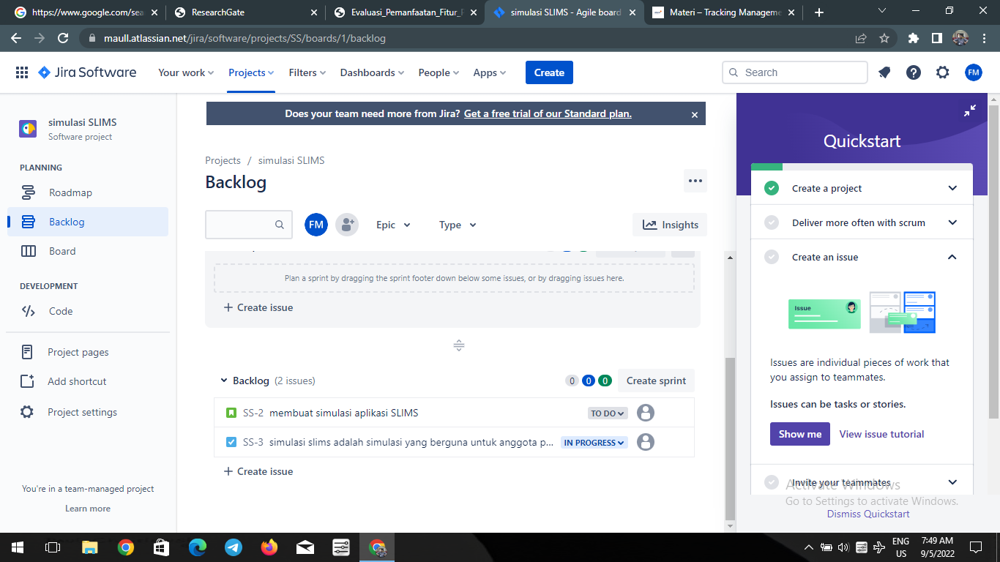 https://www.google.com/sea
ResearchGate
Evaluasi_Pemanfaatan_Fitur_
simulasi SLIMS - Agile board
Materi – Tracking Manageme
maull.atlassian.net/jira/software/projects/SS/boards/1/backlog
Jira Software
Your work
Projects
Filters
Dashboards
People
Apps
Create
Search
FM
simulasi SLIMS
Software project
PLANNING
Roadmap
Backlog
Board
DEVELOPMENT
Code
Project pages
Add shortcut
Project settings
You're in a team-managed project
Learn more
Does your team need more from Jira? Get a free trial of our Standard plan.
Projects / simulasi SLIMS
Backlog
FM
Epic
Type
Insights
Plan a sprint by dragging the sprint footer down below some issues, or by dragging issues here.
+ Create issue
Backlog (2 issues)
0 0 0
Create sprint
SS-2 membuat simulasi aplikasi SLIMS
TO DO
SS-3 simulasi slims adalah simulasi yang berguna untuk anggota p...
IN PROGRESS
+ Create issue
Quickstart
Create a project
Deliver more often with scrum
Create an issue
Issue
Issues are individual pieces of work that
you assign to teammates.
Issues can be tasks or stories.
Show me
View issue tutorial
Invite your teammates
Activate Windows
Go to Settings to activate Windows.
Dismiss Quickstart
ENG
US
7:49 AM
9/5/2022